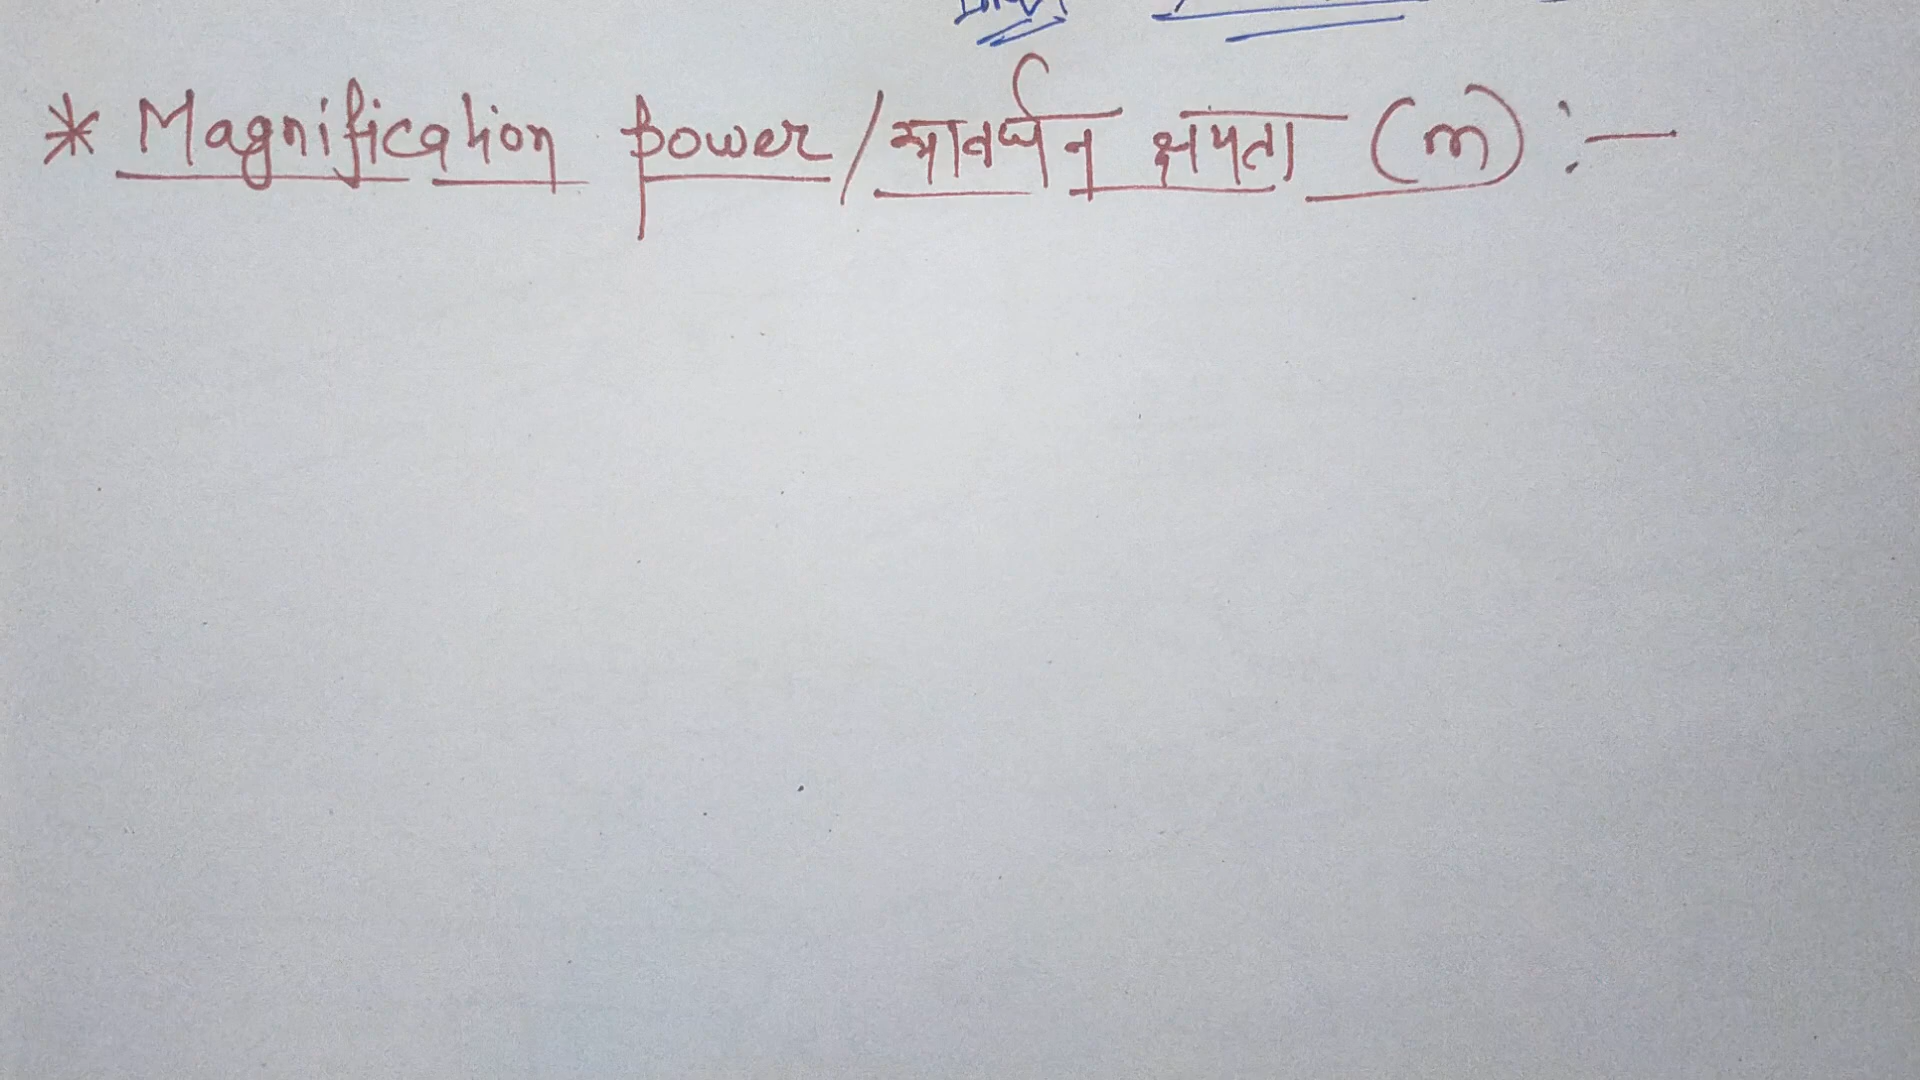 * Magnification power/आवर्धन क्षमता (m):-